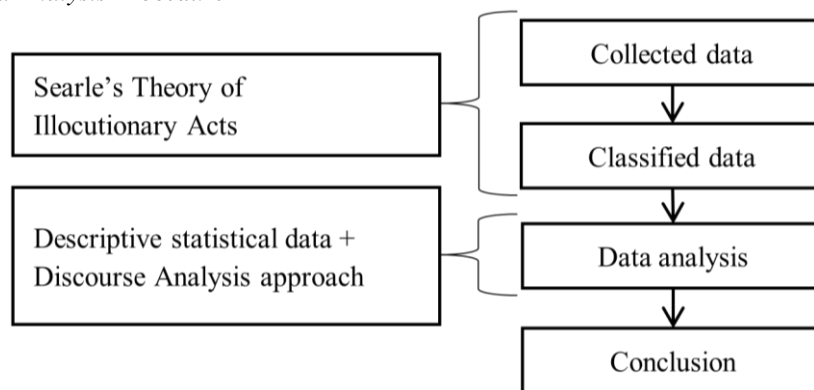 Collected data
Searle's Theory of
Illocutionary Acts
Classified data
Descriptive statistical data +
Discourse Analysis approach
Data analysis
Conclusion